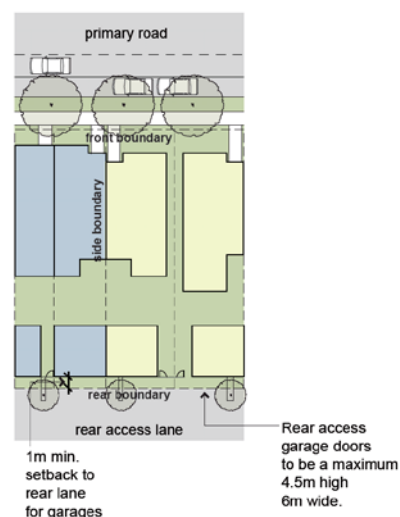 primary road
front boundary
side boundary
rear boundary
rear access lane
1m min.
setback to
rear lane
for garages
Rear access
garage doors
to be a maximum
4.5m high
6m wide.